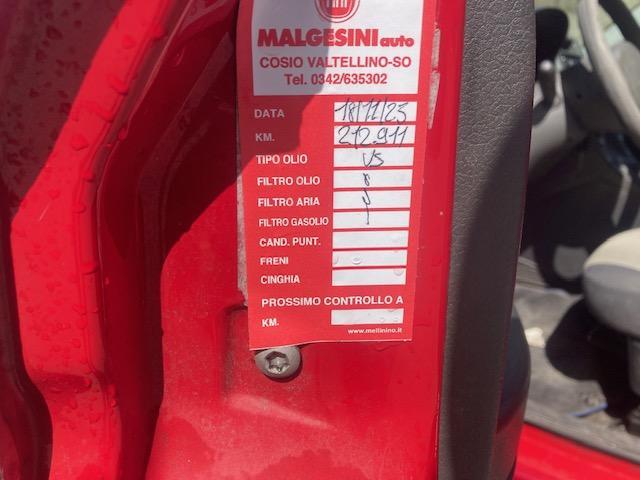 MALGESINI auto
COSIO VALTELLINO-SO
Tel. 0342/635302
DATA 18/12/23
KM. 212.911
TIPO OLIO VS
FILTRO OLIO
FILTRO ARIA
FILTRO GASOLIO
CAND. PUNT.
FRENI
CINGHIA
PROSSIMO CONTROLLO A
KM.
www.mellinino.it